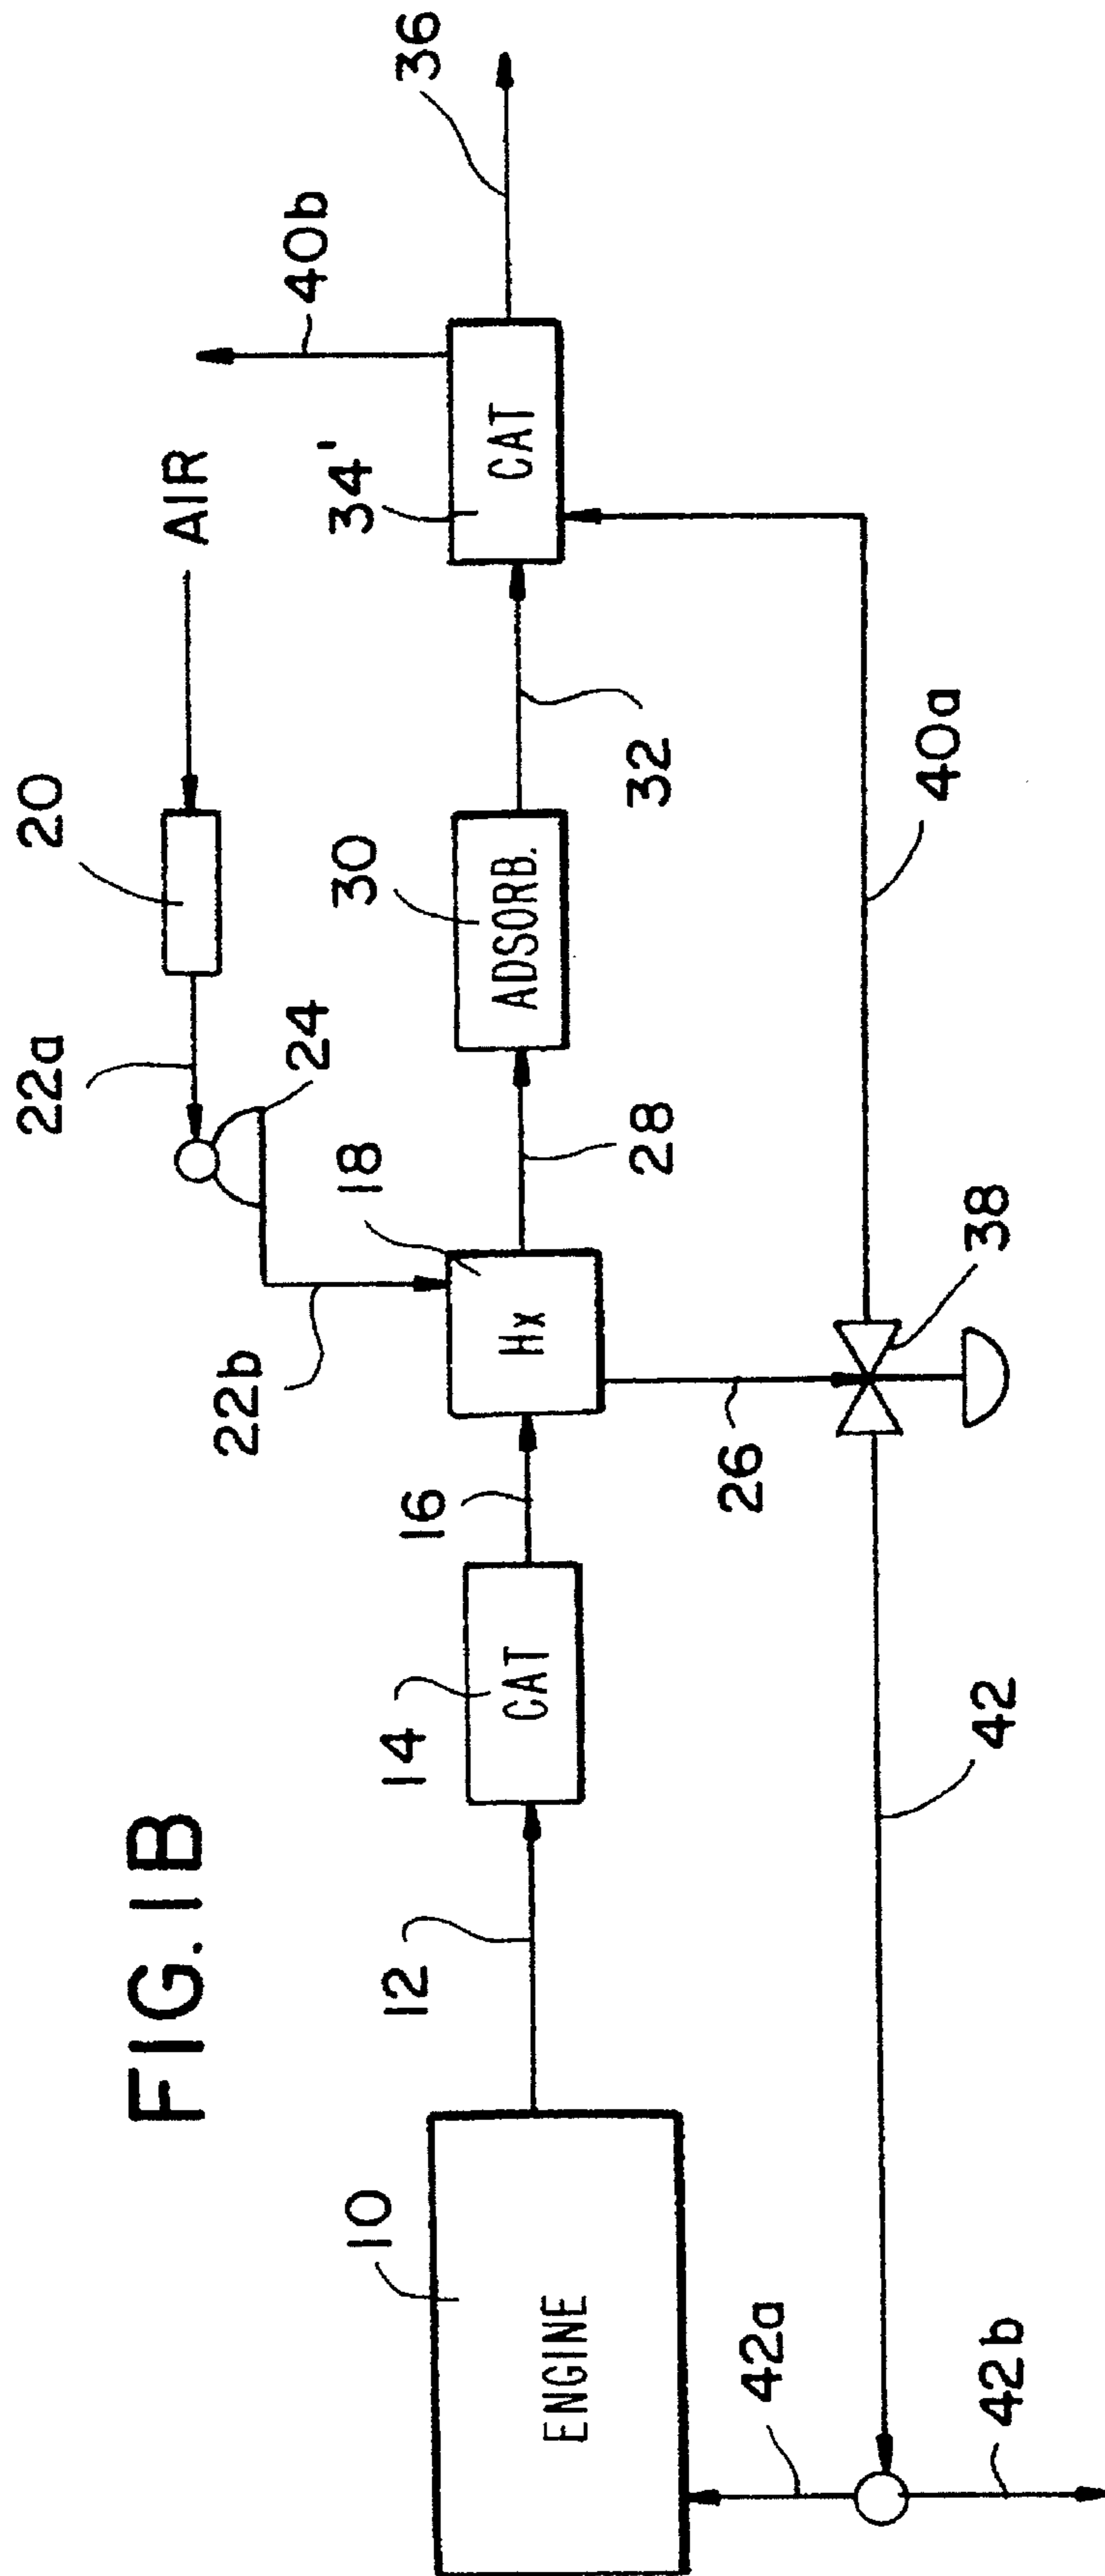 FIG. 1B
AIR
20
22a
24
22b
18
Hx
10
ENGINE
12
14
CAT
16
28
30
ADSORB.
32
34'
CAT
40b
36
26
38
40a
42
42a
42b